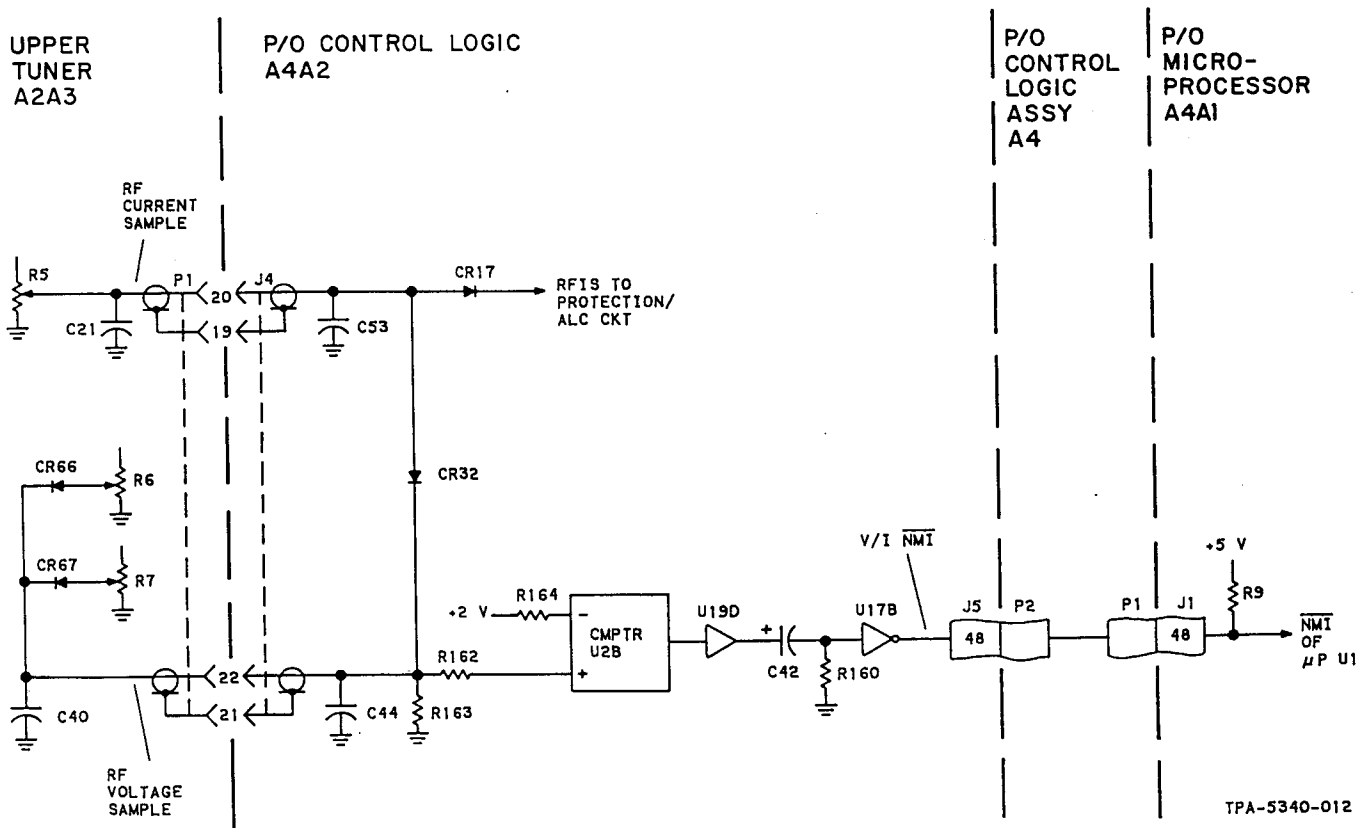 UPPER
TUNER
A2A3
P/O CONTROL LOGIC
A4A2
P/O
CONTROL
LOGIC
ASSY
A4
P/O
MICRO-
PROCESSOR
A4A1
RF
CURRENT
SAMPLE
R5
C21
P1
20
19
J4
C53
CR17
RFIS TO
PROTECTION/
ALC CKT
CR66
R6
CR67
R7
CR32
C40
RF
VOLTAGE
SAMPLE
22
21
C44
R163
R162
+2 V
R164
−
+
CMPTR
U2B
U19D
+
C42
R160
U17B
V/I NMI
J5
48
P2
P1
J1
48
+5 V
R9
NMI
OF
µP U1
TPA-5340-012